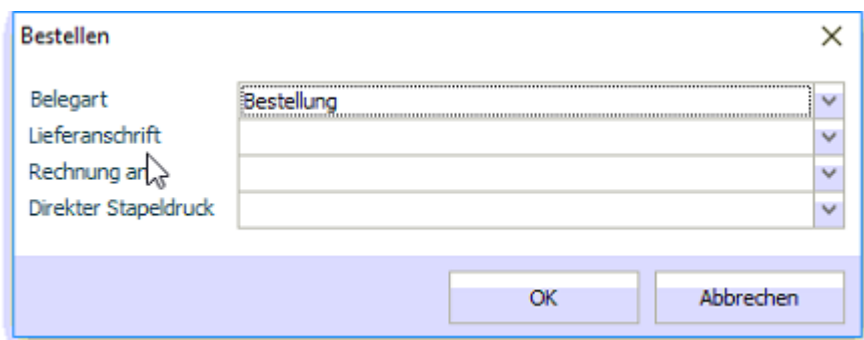 Bestellen
Belegart Bestellung
Lieferanschrift
Rechnung an
Direkter Stapeldruck
OK Abbrechen